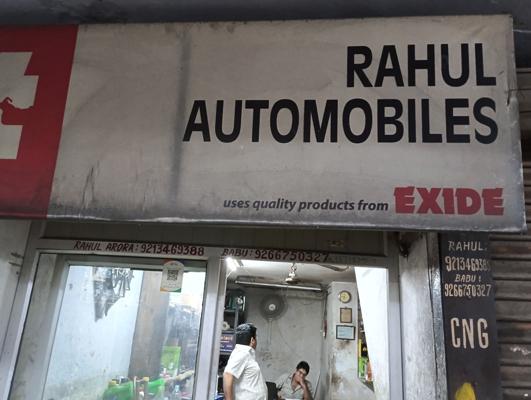 RAHUL
AUTOMOBILES
uses quality products from EXIDE
RAHUL ARORA:9213469388 BABU:9266750327
RAHUL:
9213469388
BABU:
9266750327
CNG